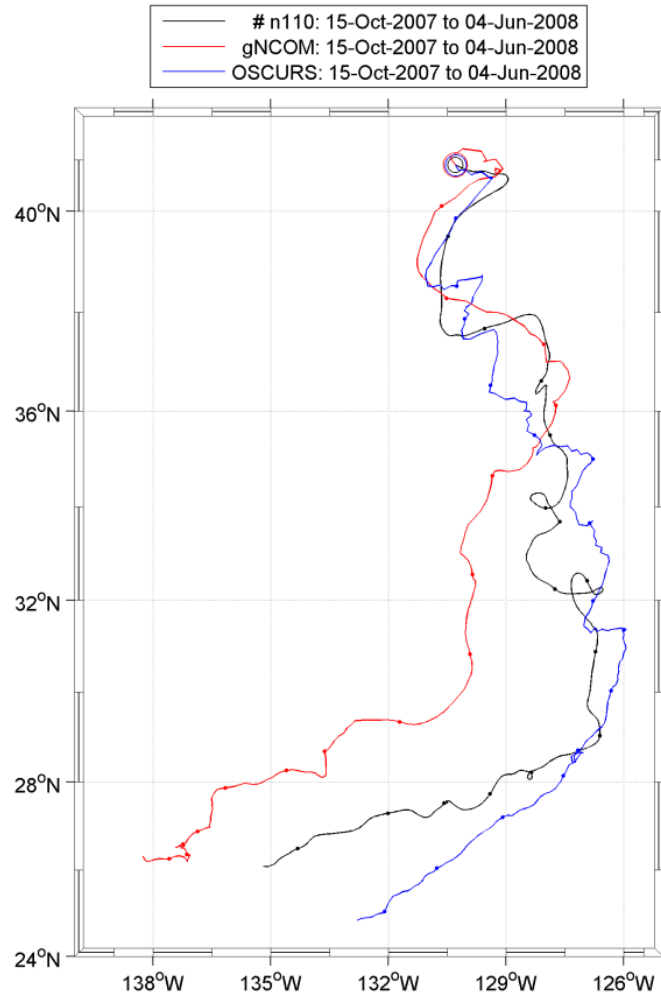 # n110: 15-Oct-2007 to 04-Jun-2008
gNCOM: 15-Oct-2007 to 04-Jun-2008
OSCURS: 15-Oct-2007 to 04-Jun-2008
40°N
36°N
32°N
28°N
24°N
138°W 135°W 132°W 129°W 126°W